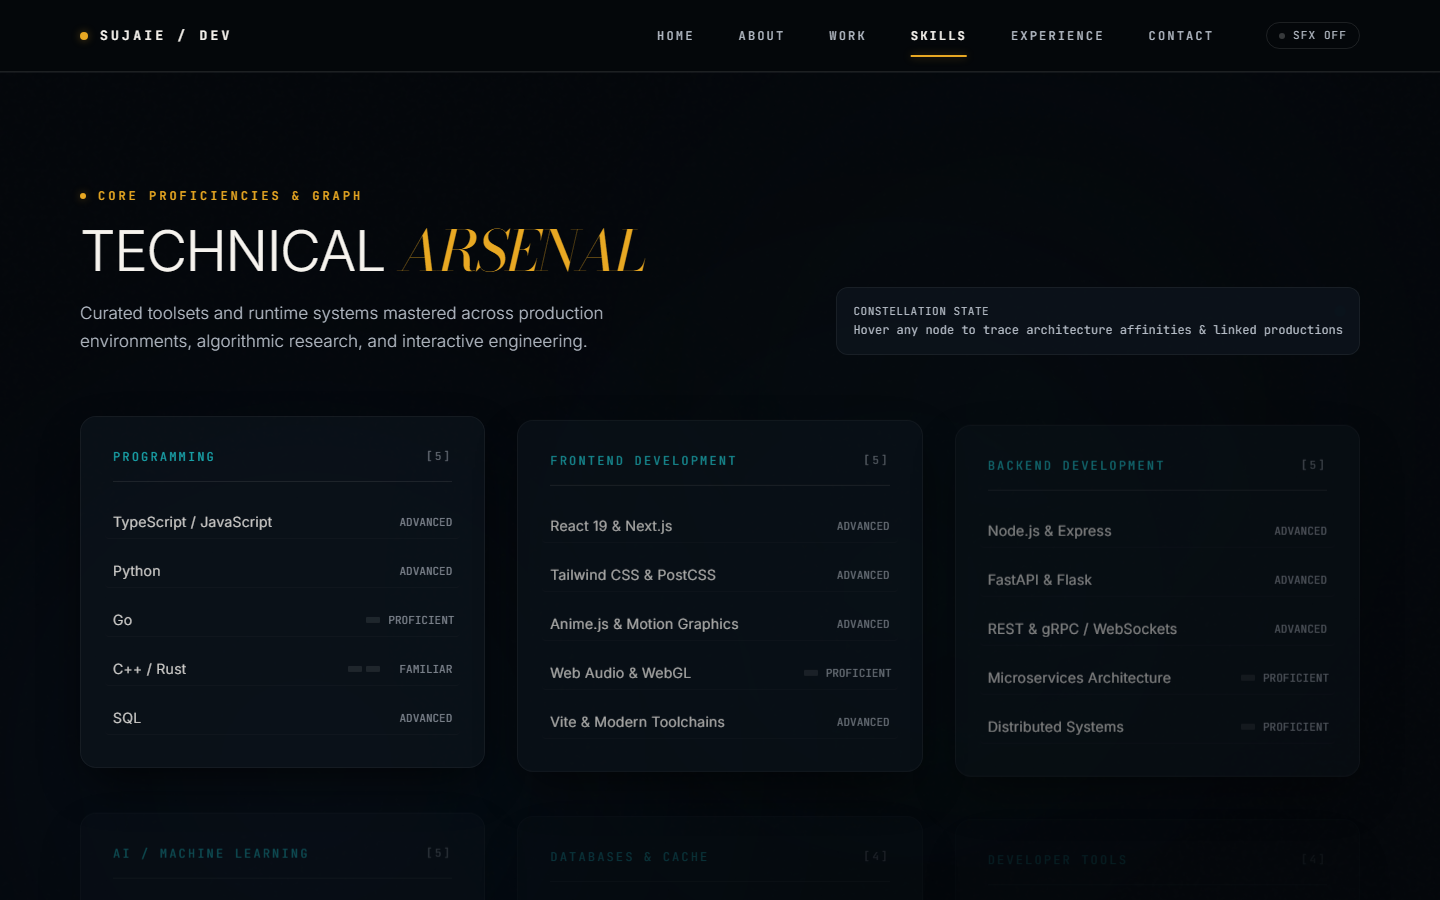 SUJAIE / DEV
HOME ABOUT WORK SKILLS EXPERIENCE CONTACT SFX OFF
CORE PROFICIENCIES & GRAPH
TECHNICAL ARSENAL
Curated toolsets and runtime systems mastered across production
environments, algorithmic research, and interactive engineering.
CONSTELLATION STATE
Hover any node to trace architecture affinities & linked productions
PROGRAMMING [5]
TypeScript / JavaScript ADVANCED
Python ADVANCED
Go PROFICIENT
C++ / Rust FAMILIAR
SQL ADVANCED
FRONTEND DEVELOPMENT [5]
React 19 & Next.js ADVANCED
Tailwind CSS & PostCSS ADVANCED
Anime.js & Motion Graphics ADVANCED
Web Audio & WebGL PROFICIENT
Vite & Modern Toolchains ADVANCED
BACKEND DEVELOPMENT [5]
Node.js & Express ADVANCED
FastAPI & Flask ADVANCED
REST & gRPC / WebSockets ADVANCED
Microservices Architecture PROFICIENT
Distributed Systems PROFICIENT
AI / MACHINE LEARNING [5]
DATABASES & CACHE [4]
DEVELOPER TOOLS [4]